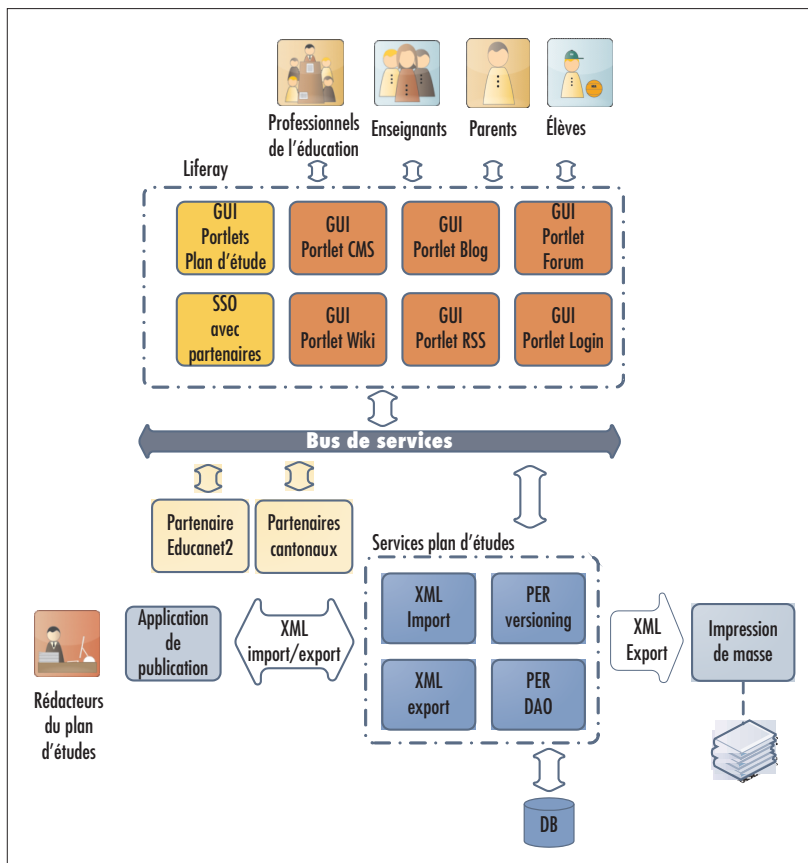 Professionnels
de l'éducation
Enseignants
Parents
Élèves
Liferay
GUI
Portlets
Plan d'étude
GUI
Portlet CMS
GUI
Portlet Blog
GUI
Portlet
Forum
SSO
avec
partenaires
GUI
Portlet Wiki
GUI
Portlet RSS
GUI
Portlet Login
Bus de services
Partenaire
Educanet2
Partenaires
cantonaux
Services plan d'études
XML
Import
PER
versioning
XML
export
PER
DAO
Rédacteurs
du plan
d'études
Application
de
publication
XML
import/export
XML
Export
Impression
de masse
DB